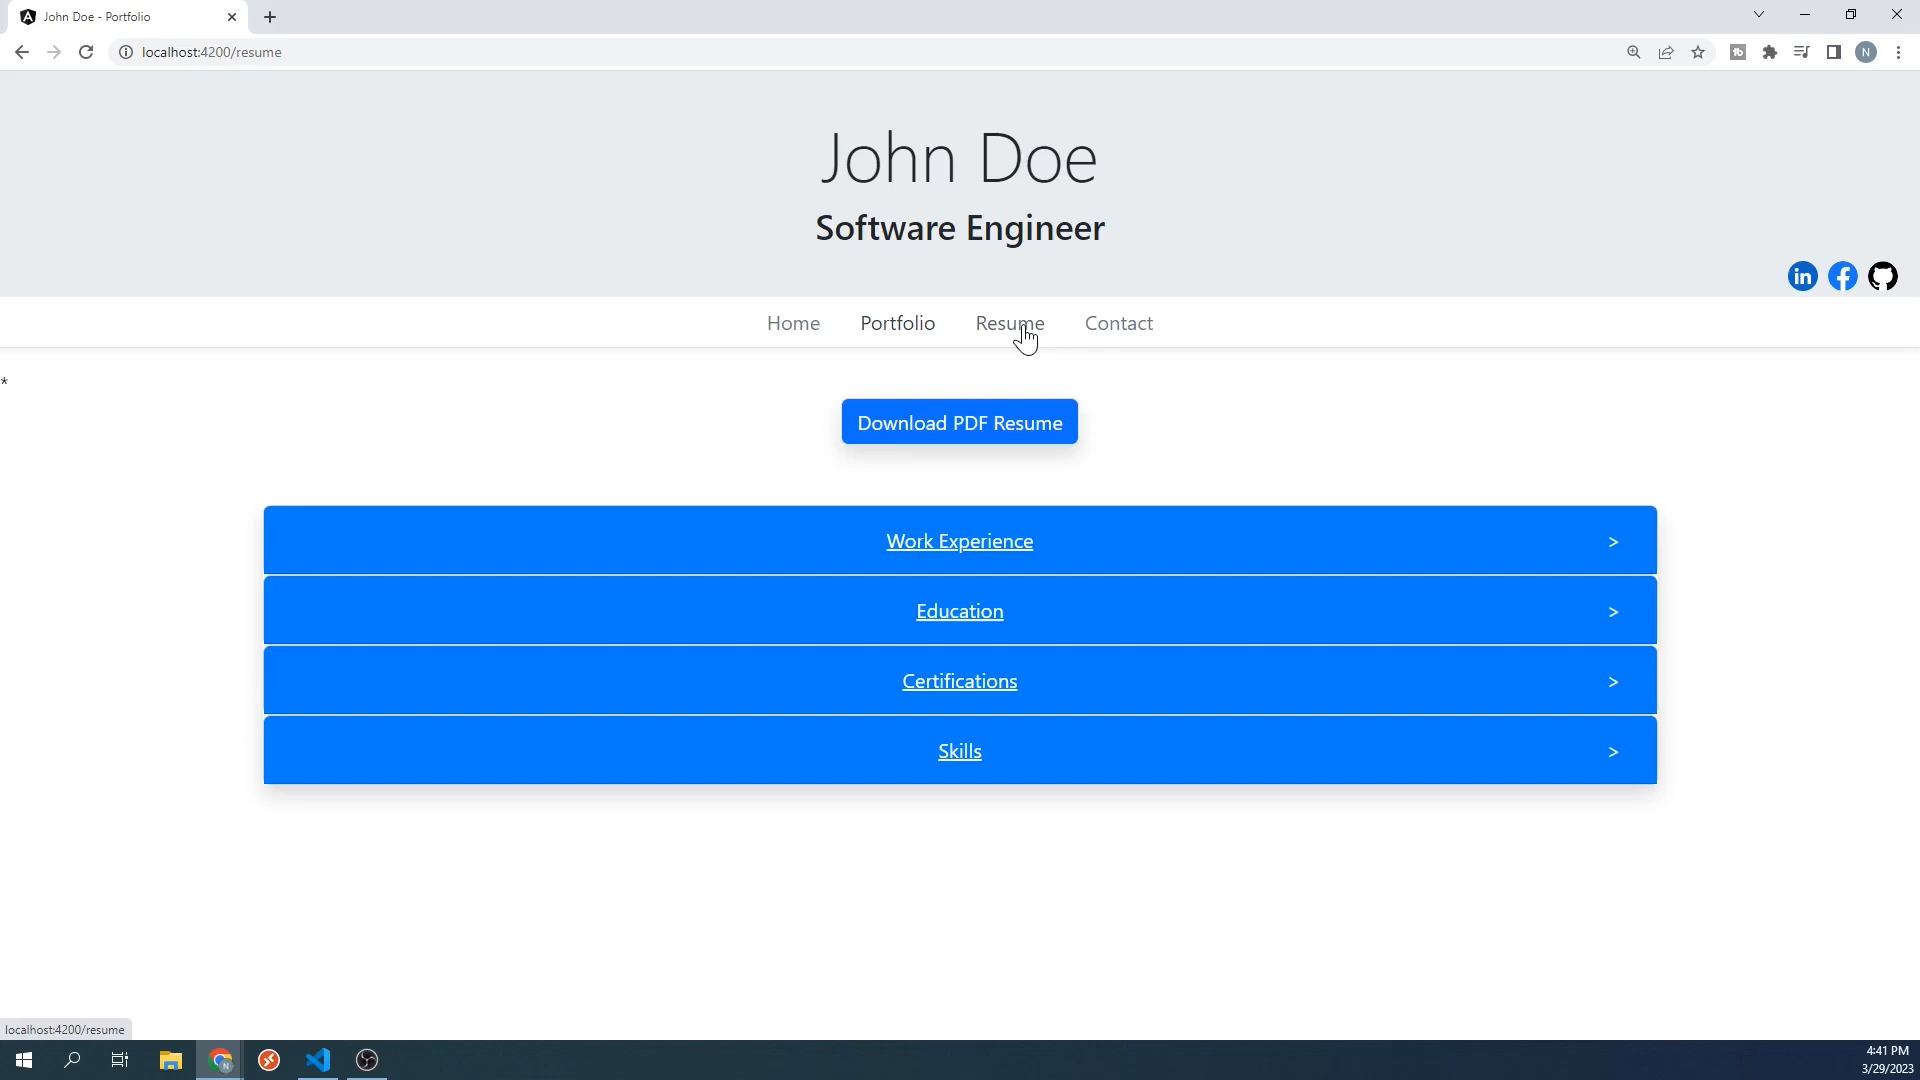 John Doe - Portfolio
localhost:4200/resume
N
John Doe
Software Engineer
in
Home Portfolio Resume Contact
*
Download PDF Resume
Work Experience >
Education >
Certifications >
Skills >
localhost:4200/resume
4:41 PM
3/29/2023